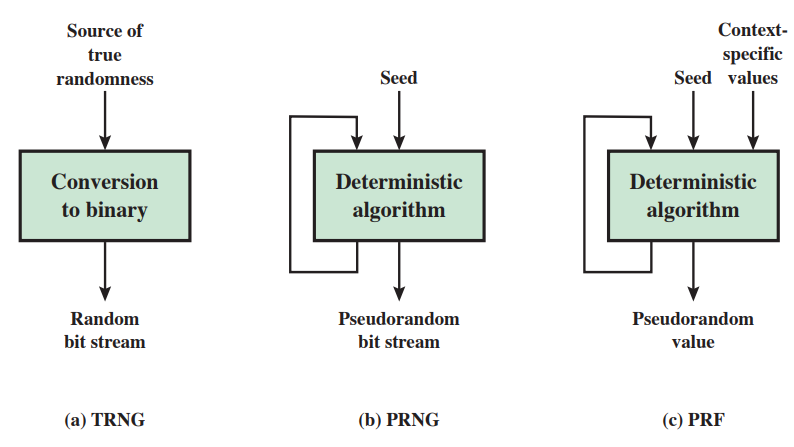 Source of
true
randomness
Conversion
to binary
Random
bit stream
(a) TRNG
Seed
Deterministic
algorithm
Pseudorandom
bit stream
(b) PRNG
Context-
specific
Seed values
Deterministic
algorithm
Pseudorandom
value
(c) PRF